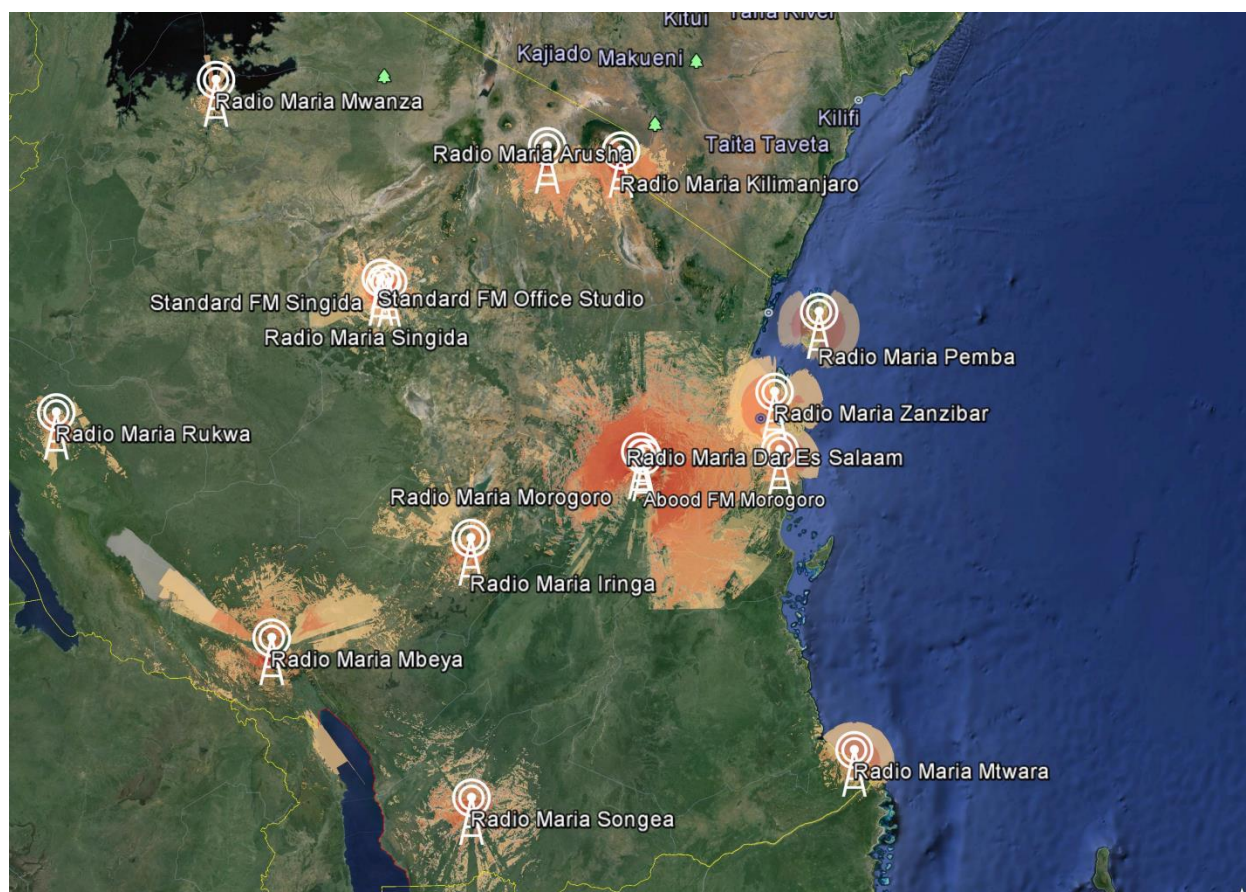 Kitui
Tana River
Kajiado
Makueni
Radio Maria Mwanza
Kilifi
Taita Taveta
Radio Maria Arusha
Radio Maria Kilimanjaro
Standard FM Singida
Standard FM Office Studio
Radio Maria Singida
Radio Maria Pemba
Radio Maria Zanzibar
Radio Maria Rukwa
Radio Maria Dar Es Salaam
Radio Maria Morogoro
Abood FM Morogoro
Radio Maria Iringa
Radio Maria Mbeya
Radio Maria Mtwara
Radio Maria Songea